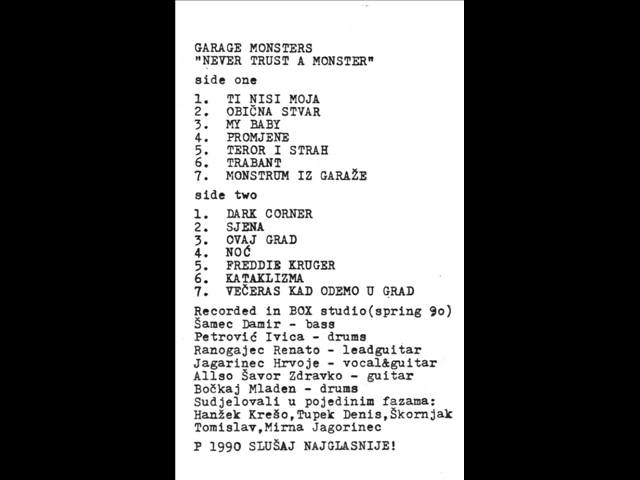 GARAGE MONSTERS
"NEVER TRUST A MONSTER"
side one
1. TI NISI MOJA
2. OBIČNA STVAR
3. MY BABY
4. PROMJENE
5. TEROR I STRAH
6. TRABANT
7. MONSTRUM IZ GARAŽE
side two
1. DARK CORNER
2. SJENA
3. OVAJ GRAD
4. NOĆ
5. FREDDIE KRUGER
6. KATAKLIZMA
7. VEČERAS KAD ODEMO U GRAD
Recorded in BOX studio(spring 9o)
Šamec Damir - bass
Petrović Ivica - drums
Ranogajec Renato - leadguitar
Jagarinec Hrvoje - vocal&guitar
Allso Šavor Zdravko - guitar
Bočkaj Mladen - drums
Sudjelovali u pojedinim fazama:
Hanžek Krešo,Tupek Denis,Škornjak
Tomislav,Mirna Jagorinec
P 1990 SLUŠAJ NAJGLASNIJE!